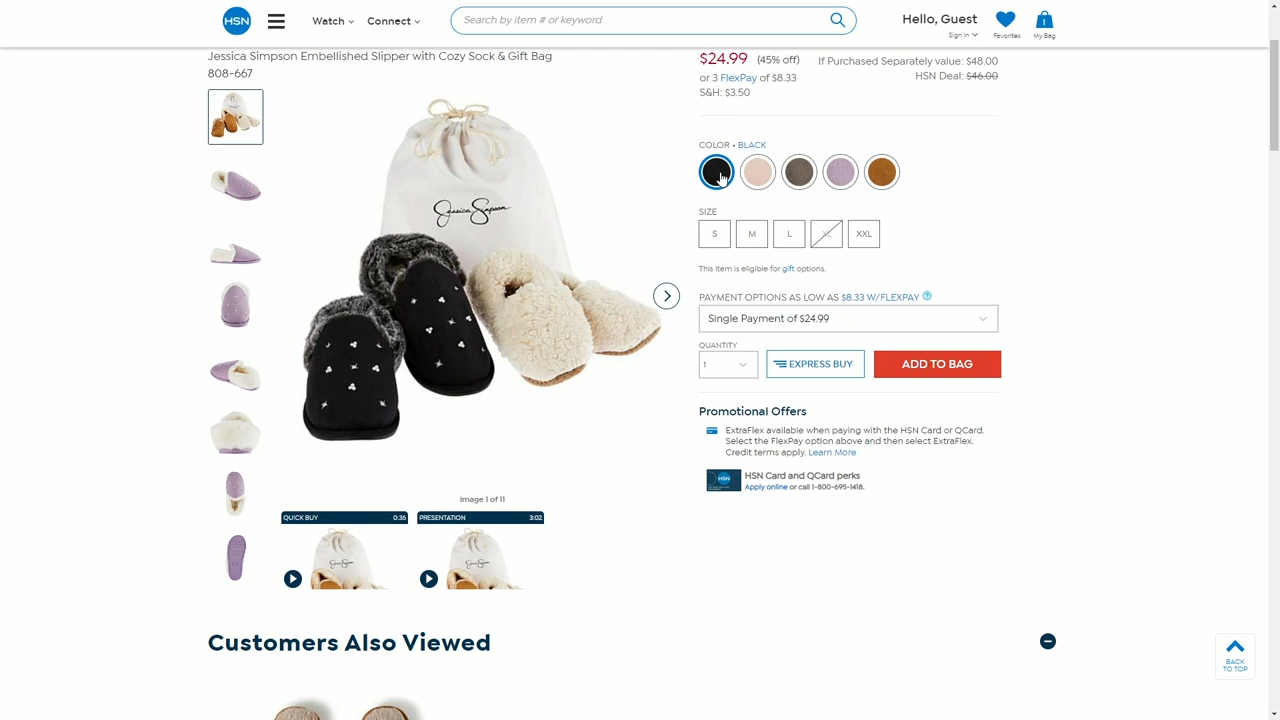 HSN
Watch
Connect
Search by item # or keyword
Hello, Guest
Sign In
Favorites
1
My Bag
Jessica Simpson Embellished Slipper with Cozy Sock & Gift Bag
808-667
$24.99 (45% off)
If Purchased Separately value: $48.00
or 3 FlexPay of $8.33
HSN Deal: $46.00
S&H: $3.50
COLOR • BLACK
SIZE
S M L XL XXL
This item is eligible for gift options.
PAYMENT OPTIONS AS LOW AS $8.33 W/FLEXPAY ?
Single Payment of $24.99
QUANTITY
1
EXPRESS BUY
ADD TO BAG
Promotional Offers
ExtraFlex available when paying with the HSN Card or QCard.
Select the FlexPay option above and then select ExtraFlex.
Credit terms apply. Learn More
HSN
HSN Card and QCard perks
Apply online or call 1-800-695-1418.
Jessica Simpson
Image 1 of 11
QUICK BUY 0:36
PRESENTATION 3:02
Customers Also Viewed
BACK
TO TOP